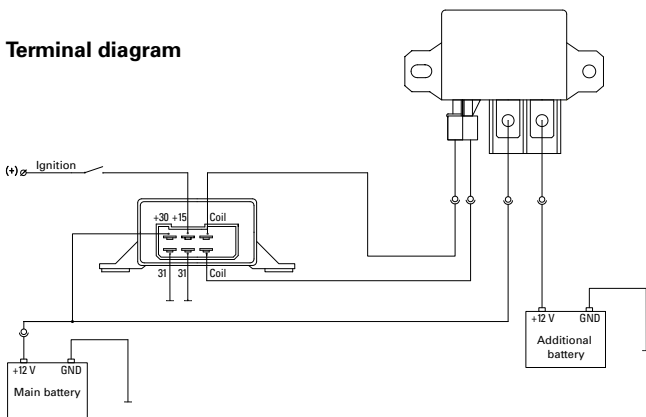 Terminal diagram
(+) Ignition
+30 +15 Coil
31 31 Coil
+12 V GND
Additional
battery
+12 V GND
Main battery